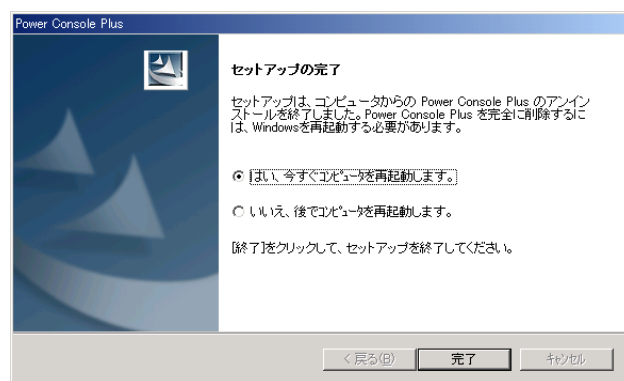 Power Console Plus
セットアップの完了
セットアップは、コンピュータからの Power Console Plus のアンイン
ストールを終了しました。Power Console Plus を完全に削除するに
は、Windowsを再起動する必要があります。
はい、今すぐコンピュータを再起動します。
いいえ、後でコンピュータを再起動します。
[終了]をクリックして、セットアップを終了してください。
< 戻る(B)
完了
キャンセル